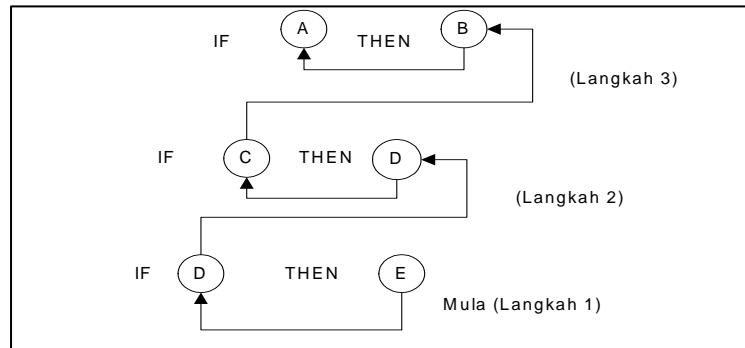 IF A THEN B
(Langkah 3)
IF C THEN D
(Langkah 2)
IF D THEN E
Mula (Langkah 1)